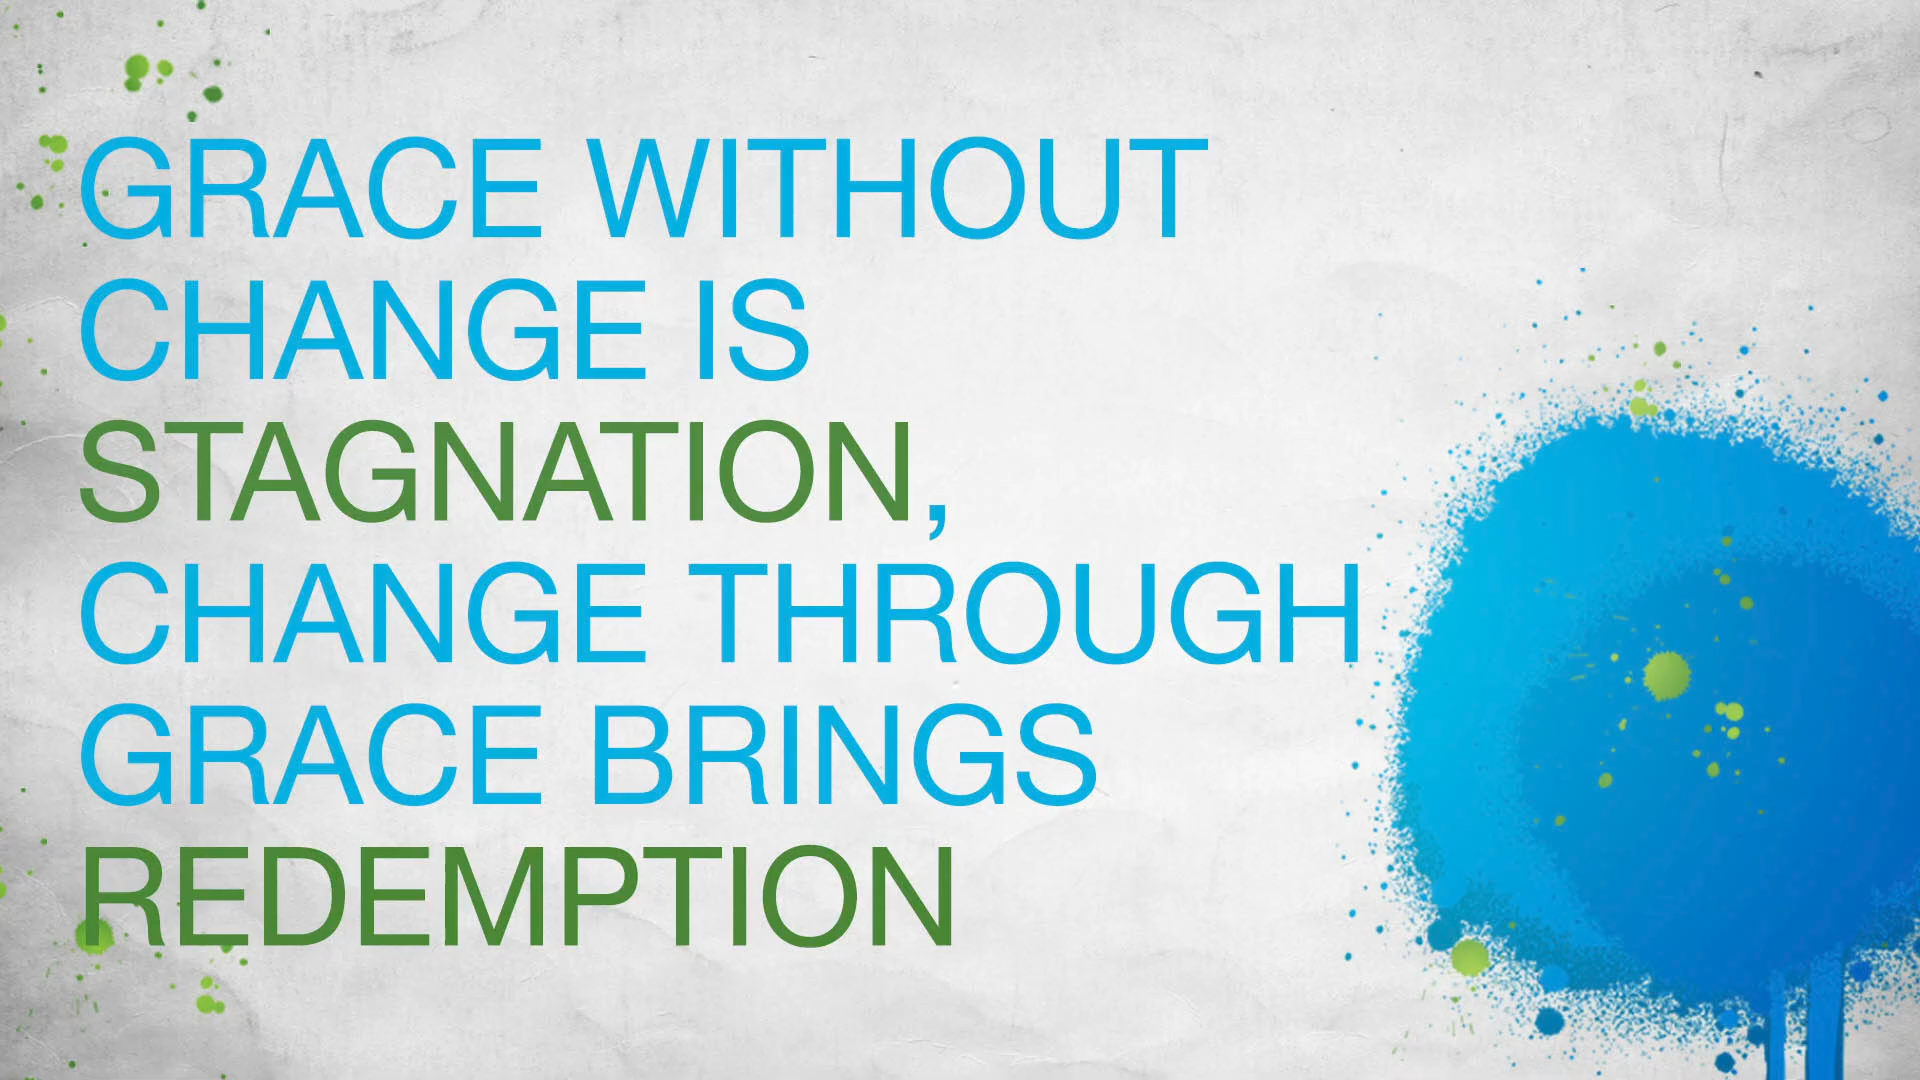 GRACE WITHOUT
CHANGE IS
STAGNATION,
CHANGE THROUGH
GRACE BRINGS
REDEMPTION